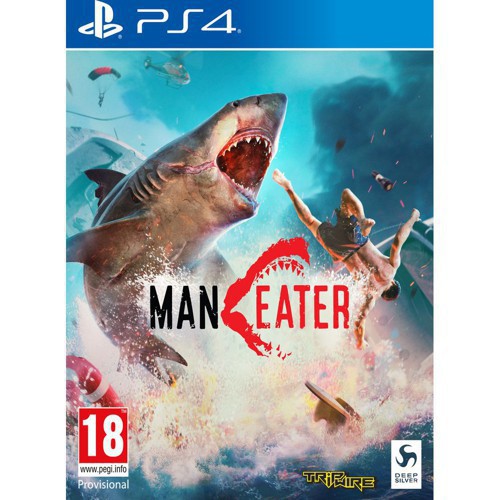 PS4
MANEATER
18
www.pegi.info
Provisional
TRIPWIRE
DEEP
SILVER